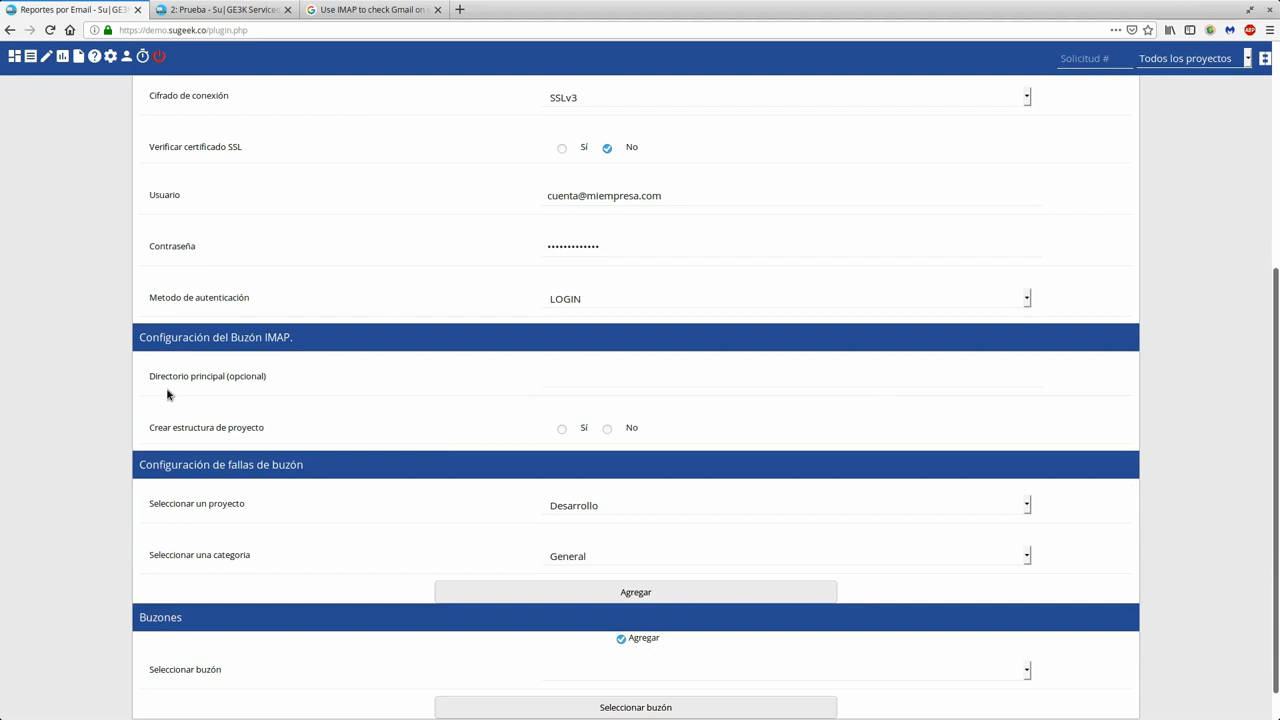 Reportes por Email - Su|GE3K
2: Prueba - Su|GE3K Service
Use IMAP to check Gmail on
https://demo.sugeek.co/plugin.php
Solicitud #
Todos los proyectos
Cifrado de conexión
SSLv3
Verificar certificado SSL
Sí
No
Usuario
cuenta@miempresa.com
Contraseña
•••••••••••••
Metodo de autenticación
LOGIN
Configuración del Buzón IMAP.
Directorio principal (opcional)
Crear estructura de proyecto
Sí
No
Configuración de fallas de buzón
Seleccionar un proyecto
Desarrollo
Seleccionar una categoria
General
Agregar
Buzones
Agregar
Seleccionar buzón
Seleccionar buzón